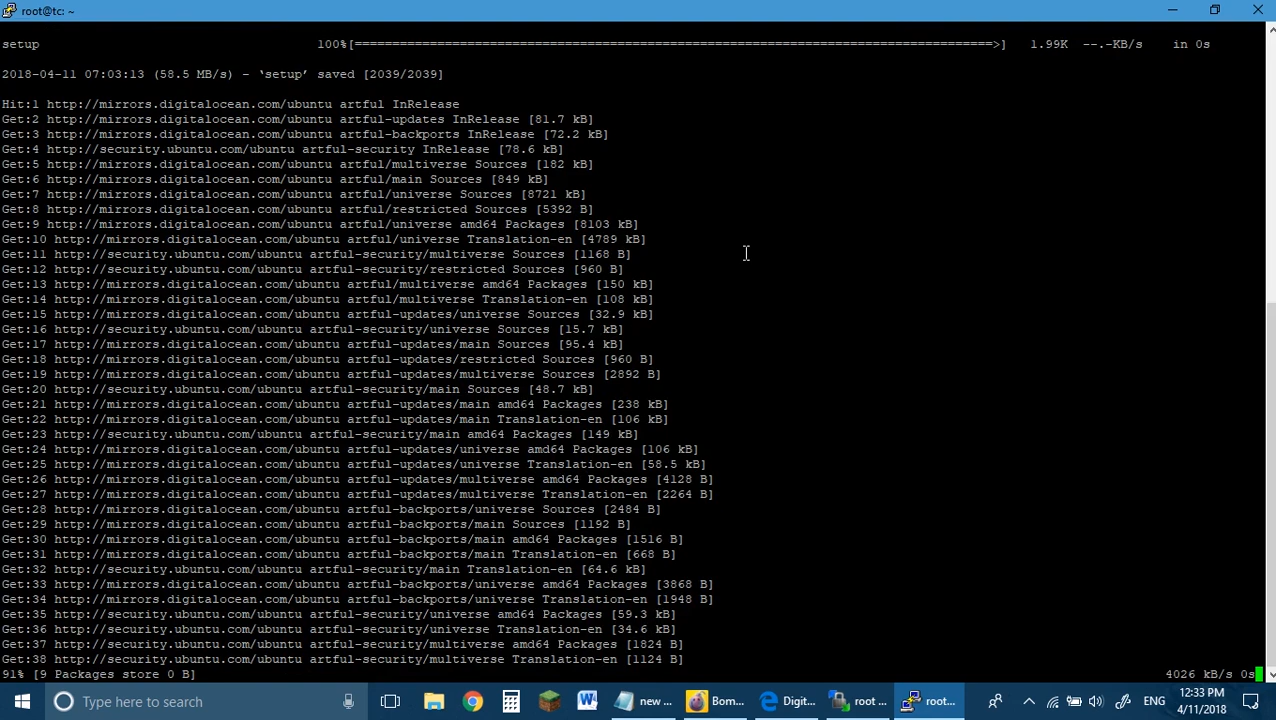 root@tc: ~
setup 100%[=====================================================================================>] 1.99K --.-KB/s in 0s
2018-04-11 07:03:13 (58.5 MB/s) - ‘setup’ saved [2039/2039]
Hit:1 http://mirrors.digitalocean.com/ubuntu artful InRelease
Get:2 http://mirrors.digitalocean.com/ubuntu artful-updates InRelease [81.7 kB]
Get:3 http://mirrors.digitalocean.com/ubuntu artful-backports InRelease [72.2 kB]
Get:4 http://security.ubuntu.com/ubuntu artful-security InRelease [78.6 kB]
Get:5 http://mirrors.digitalocean.com/ubuntu artful/multiverse Sources [182 kB]
Get:6 http://mirrors.digitalocean.com/ubuntu artful/main Sources [849 kB]
Get:7 http://mirrors.digitalocean.com/ubuntu artful/universe Sources [8721 kB]
Get:8 http://mirrors.digitalocean.com/ubuntu artful/restricted Sources [5392 B]
Get:9 http://mirrors.digitalocean.com/ubuntu artful/universe amd64 Packages [8103 kB]
Get:10 http://mirrors.digitalocean.com/ubuntu artful/universe Translation-en [4789 kB]
Get:11 http://security.ubuntu.com/ubuntu artful-security/multiverse Sources [1168 B]
Get:12 http://security.ubuntu.com/ubuntu artful-security/restricted Sources [960 B]
Get:13 http://mirrors.digitalocean.com/ubuntu artful/multiverse amd64 Packages [150 kB]
Get:14 http://mirrors.digitalocean.com/ubuntu artful/multiverse Translation-en [108 kB]
Get:15 http://mirrors.digitalocean.com/ubuntu artful-updates/universe Sources [32.9 kB]
Get:16 http://security.ubuntu.com/ubuntu artful-security/universe Sources [15.7 kB]
Get:17 http://mirrors.digitalocean.com/ubuntu artful-updates/main Sources [95.4 kB]
Get:18 http://mirrors.digitalocean.com/ubuntu artful-updates/restricted Sources [960 B]
Get:19 http://mirrors.digitalocean.com/ubuntu artful-updates/multiverse Sources [2892 B]
Get:20 http://security.ubuntu.com/ubuntu artful-security/main Sources [48.7 kB]
Get:21 http://mirrors.digitalocean.com/ubuntu artful-updates/main amd64 Packages [238 kB]
Get:22 http://mirrors.digitalocean.com/ubuntu artful-updates/main Translation-en [106 kB]
Get:23 http://security.ubuntu.com/ubuntu artful-security/main amd64 Packages [149 kB]
Get:24 http://mirrors.digitalocean.com/ubuntu artful-updates/universe amd64 Packages [106 kB]
Get:25 http://mirrors.digitalocean.com/ubuntu artful-updates/universe Translation-en [58.5 kB]
Get:26 http://mirrors.digitalocean.com/ubuntu artful-updates/multiverse amd64 Packages [4128 B]
Get:27 http://mirrors.digitalocean.com/ubuntu artful-updates/multiverse Translation-en [2264 B]
Get:28 http://mirrors.digitalocean.com/ubuntu artful-backports/universe Sources [2484 B]
Get:29 http://mirrors.digitalocean.com/ubuntu artful-backports/main Sources [1192 B]
Get:30 http://mirrors.digitalocean.com/ubuntu artful-backports/main amd64 Packages [1516 B]
Get:31 http://mirrors.digitalocean.com/ubuntu artful-backports/main Translation-en [668 B]
Get:32 http://security.ubuntu.com/ubuntu artful-security/main Translation-en [64.6 kB]
Get:33 http://mirrors.digitalocean.com/ubuntu artful-backports/universe amd64 Packages [3868 B]
Get:34 http://mirrors.digitalocean.com/ubuntu artful-backports/universe Translation-en [1948 B]
Get:35 http://security.ubuntu.com/ubuntu artful-security/universe amd64 Packages [59.3 kB]
Get:36 http://security.ubuntu.com/ubuntu artful-security/universe Translation-en [34.6 kB]
Get:37 http://security.ubuntu.com/ubuntu artful-security/multiverse amd64 Packages [1824 B]
Get:38 http://security.ubuntu.com/ubuntu artful-security/multiverse Translation-en [1124 B]
91% [9 Packages store 0 B] 4026 kB/s 0s
Type here to search new ... Bom... Digit... root ... root... ENG 12:33 PM
4/11/2018